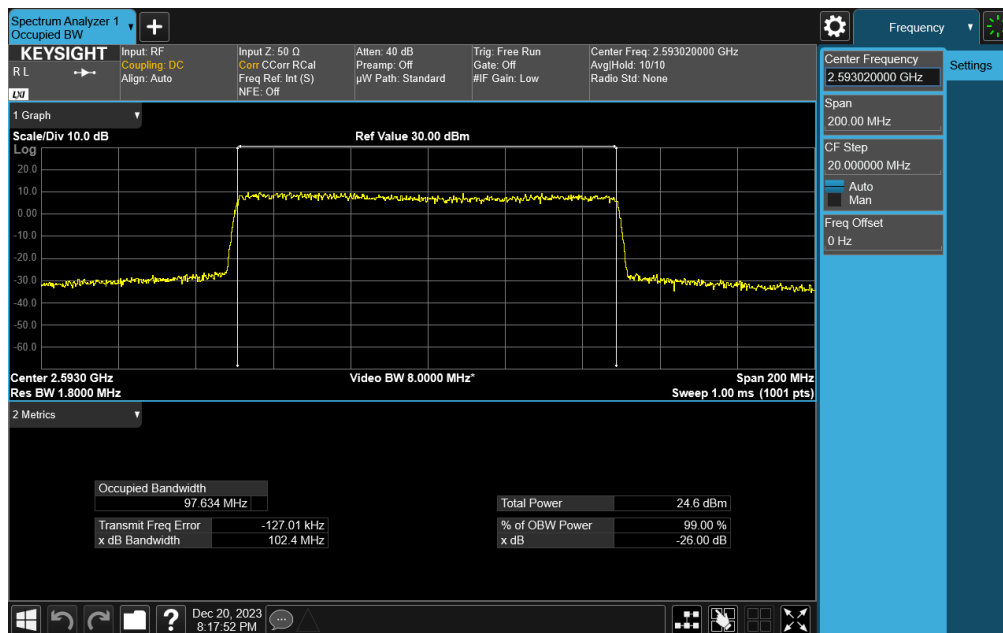 Spectrum Analyzer 1
Occupied BW
Frequency
KEYSIGHT
R L
LXI
Input: RF
Coupling: DC
Align: Auto
Input Z: 50 Ω
Corr CCorr RCal
Freq Ref: Int (S)
NFE: Off
Atten: 40 dB
Preamp: Off
µW Path: Standard
Trig: Free Run
Gate: Off
#IF Gain: Low
Center Freq: 2.593020000 GHz
Avg|Hold: 10/10
Radio Std: None
Center Frequency
2.593020000 GHz
Settings
Span
200.00 MHz
CF Step
20.000000 MHz
Auto
Man
Freq Offset
0 Hz
1 Graph
Scale/Div 10.0 dB
Ref Value 30.00 dBm
Log
20.0
10.0
0.00
-10.0
-20.0
-30.0
-40.0
-50.0
-60.0
Center 2.5930 GHz
Video BW 8.0000 MHz*
Span 200 MHz
Res BW 1.8000 MHz
Sweep 1.00 ms (1001 pts)
2 Metrics
Occupied Bandwidth
97.634 MHz
Total Power 24.6 dBm
Transmit Freq Error -127.01 kHz
% of OBW Power 99.00 %
x dB Bandwidth 102.4 MHz
x dB -26.00 dB
?
Dec 20, 2023
8:17:52 PM